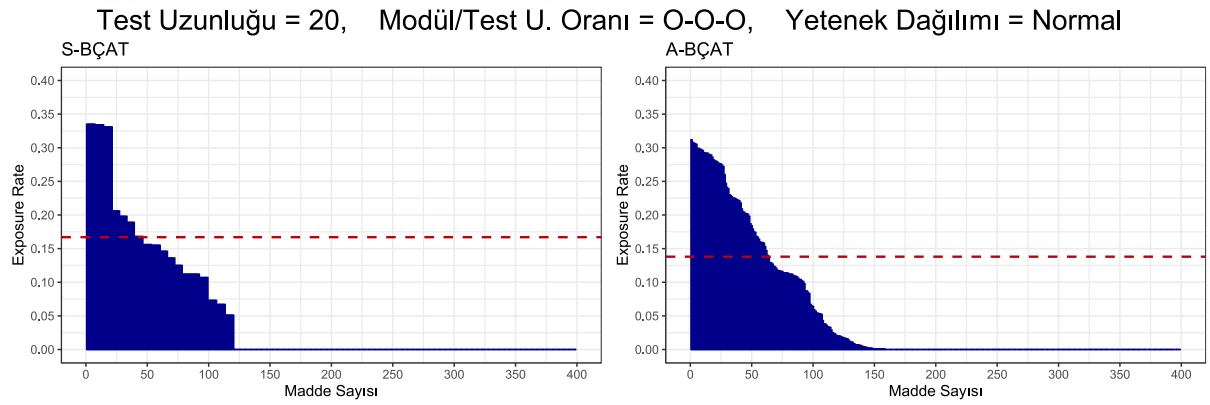 Test Uzunluğu = 20, Modül/Test U. Oranı = O-O-O, Yetenek Dağılımı = Normal
S-BÇAT
Exposure Rate
0.40
0.35
0.30
0.25
0.20
0.15
0.10
0.05
0.00
0 50 100 150 200 250 300 350 400
Madde Sayısı
A-BÇAT
Exposure Rate
0.40
0.35
0.30
0.25
0.20
0.15
0.10
0.05
0.00
0 50 100 150 200 250 300 350 400
Madde Sayısı